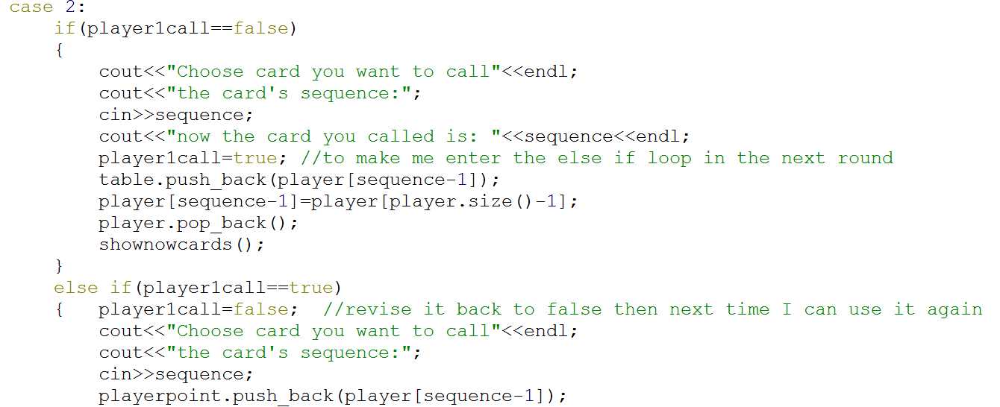 case 2:
    if(player1call==false)
    {
        cout<<"Choose card you want to call"<<endl;
        cout<<"the card's sequence:";
        cin>>sequence;
        cout<<"now the card you called is: "<<sequence<<endl;
        player1call=true; //to make me enter the else if loop in the next round
        table.push_back(player[sequence-1]);
        player[sequence-1]=player[player.size()-1];
        player.pop_back();
        shownowcards();
    }
    else if(player1call==true)
    {   player1call=false;  //revise it back to false then next time I can use it again
        cout<<"Choose card you want to call"<<endl;
        cout<<"the card's sequence:";
        cin>>sequence;
        playerpoint.push_back(player[sequence-1]);